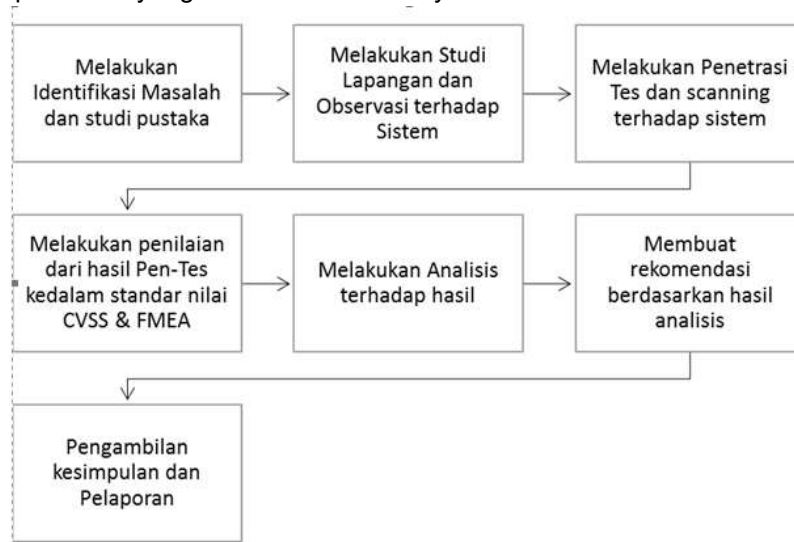 Melakukan
Identifikasi Masalah
dan studi pustaka
Melakukan Studi
Lapangan dan
Observasi terhadap
Sistem
Melakukan Penetrasi
Tes dan scanning
terhadap sistem
Melakukan penilaian
dari hasil Pen-Tes
kedalam standar nilai
CVSS & FMEA
Melakukan Analisis
terhadap hasil
Membuat
rekomendasi
berdasarkan hasil
analisis
Pengambilan
kesimpulan dan
Pelaporan